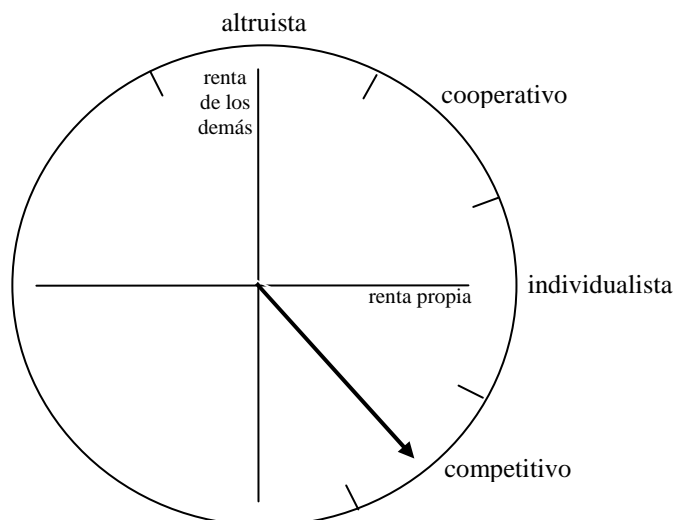 altruista
renta
de los
demás
cooperativo
renta propia
individualista
competitivo